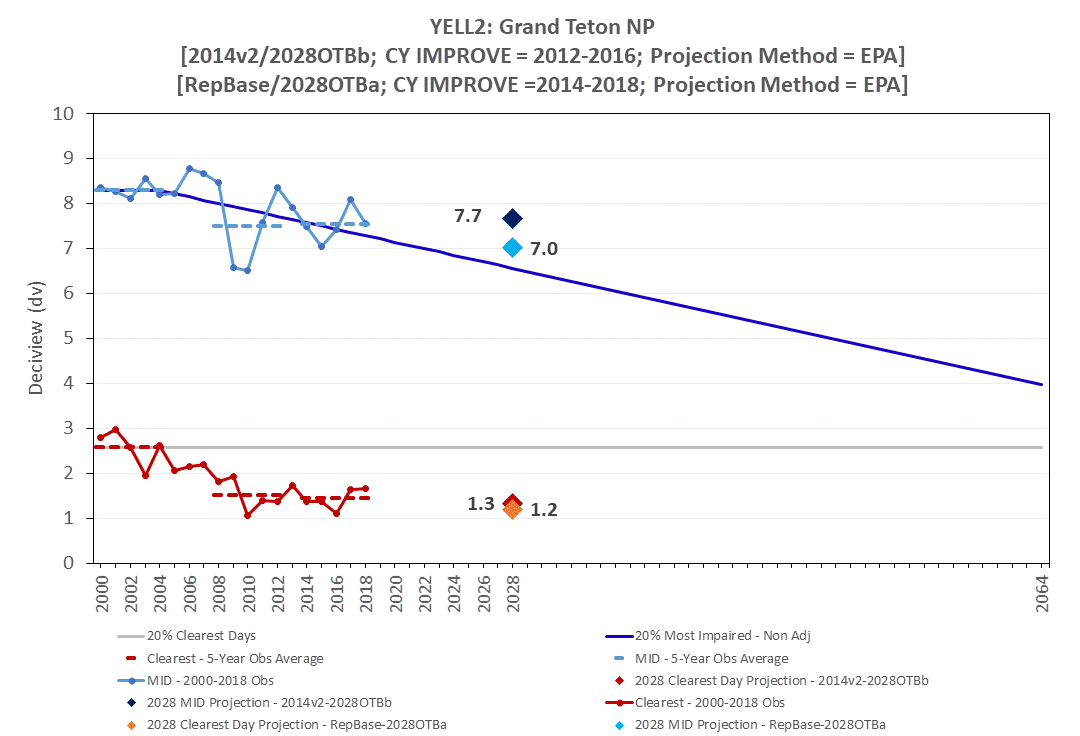 YELL2: Grand Teton NP
[2014v2/2028OTBb; CY IMPROVE = 2012-2016; Projection Method = EPA]
[RepBase/2028OTBa; CY IMPROVE =2014-2018; Projection Method = EPA]
Deciview (dv)
10
9
8
7
6
5
4
3
2
1
0
7.7
7.0
1.3
1.2
2000
2002
2004
2006
2008
2010
2012
2014
2016
2018
2020
2022
2024
2026
2028
2064
20% Clearest Days
20% Most Impaired - Non Adj
Clearest - 5-Year Obs Average
MID - 5-Year Obs Average
MID - 2000-2018 Obs
2028 Clearest Day Projection - 2014v2-2028OTBb
2028 MID Projection - 2014v2-2028OTBb
Clearest - 2000-2018 Obs
2028 Clearest Day Projection - RepBase-2028OTBa
2028 MID Projection - RepBase-2028OTBa